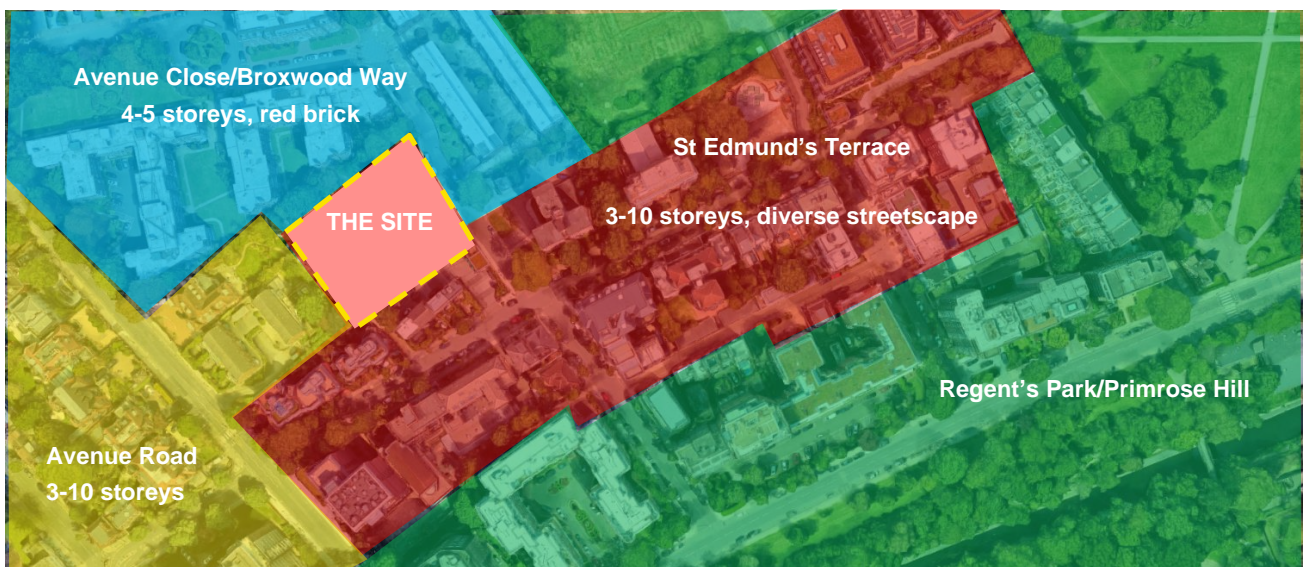 Avenue Close/Broxwood Way
4-5 storeys, red brick
THE SITE
St Edmund's Terrace
3-10 storeys, diverse streetscape
Regent's Park/Primrose Hill
Avenue Road
3-10 storeys